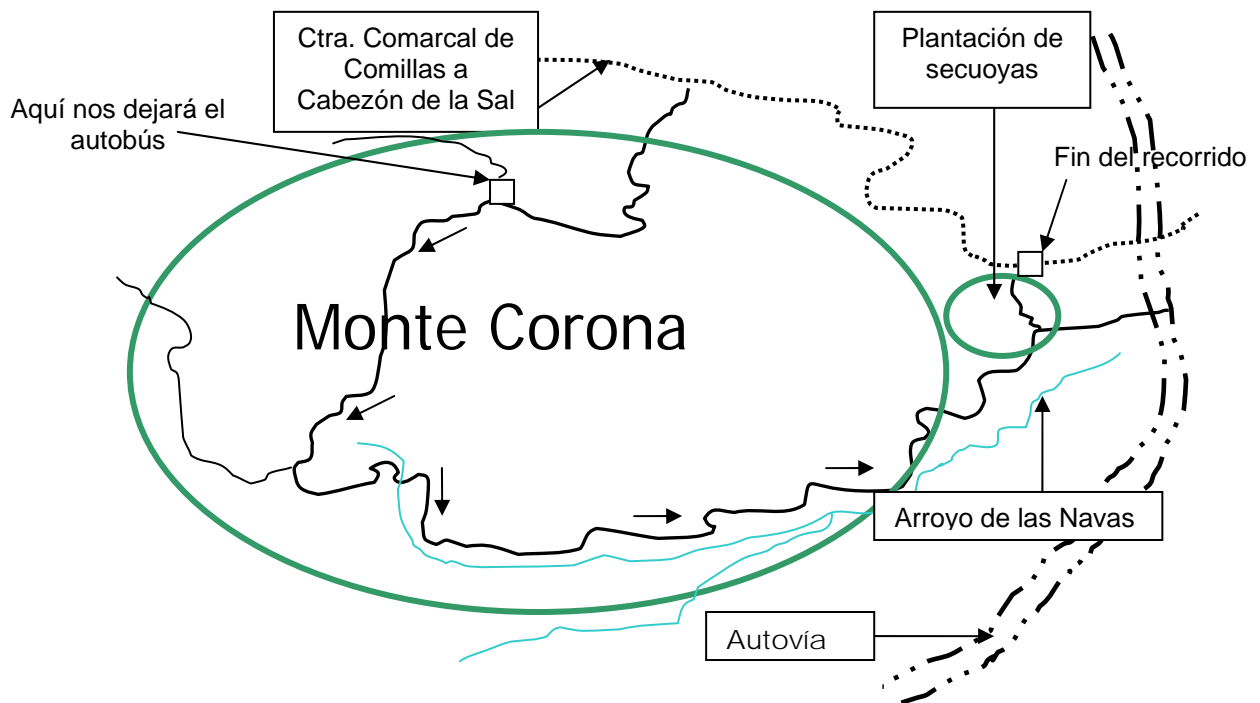 Ctra. Comarcal de
Comillas a
Cabezón de la Sal
Plantación de
secuoyas
Aquí nos dejará el
autobús
Fin del recorrido
Monte Corona
Arroyo de las Navas
Autovía